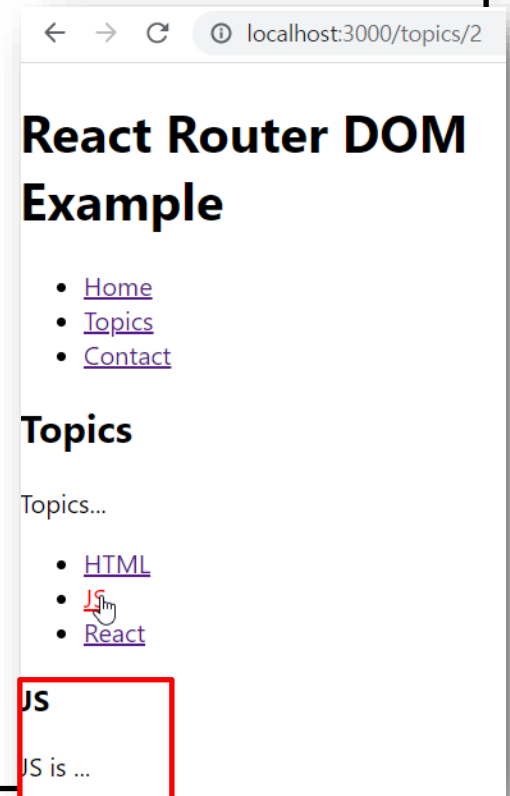 localhost:3000/topics/2
React Router DOM
Example
Home
Topics
Contact
Topics
Topics...
HTML
JS
React
JS
JS is ...